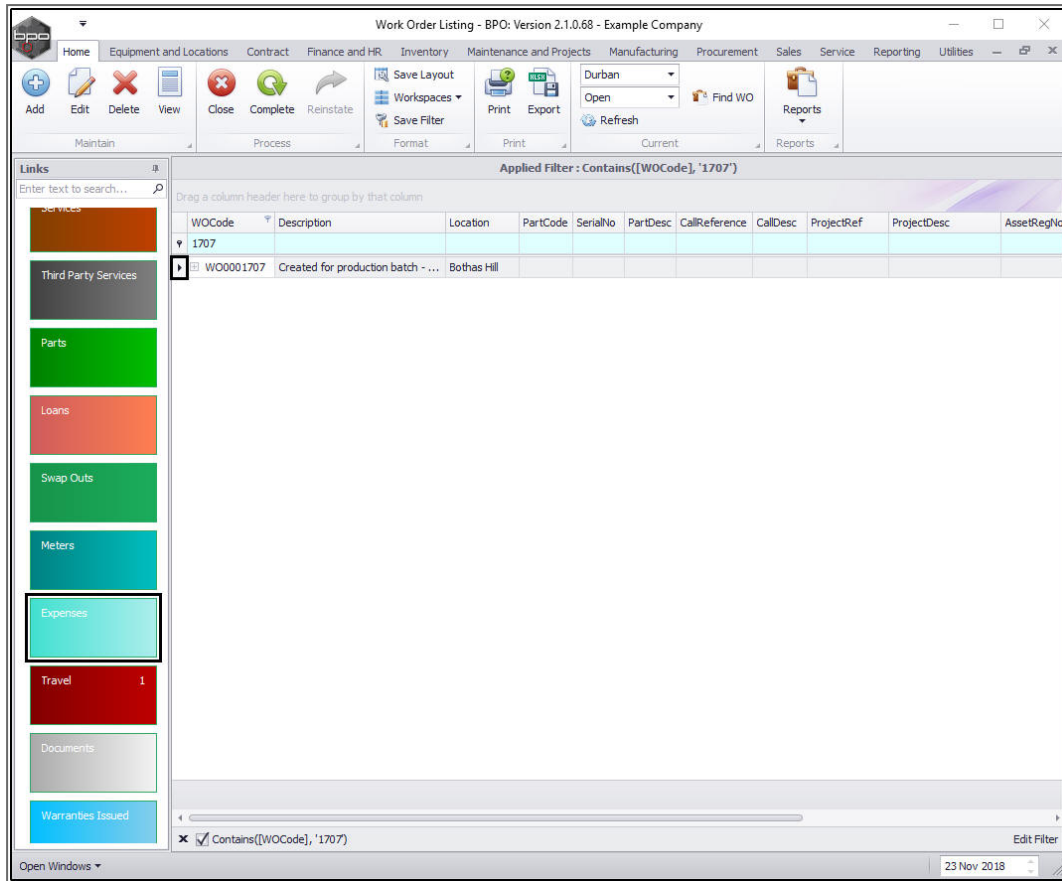 Work Order Listing - BPO: Version 2.1.0.68 - Example Company
bpo
Home Equipment and Locations Contract Finance and HR Inventory Maintenance and Projects Manufacturing Procurement Sales Service Reporting Utilities
Add Edit Delete View Close Complete Reinstate Save Layout Workspaces Save Filter Print Export Durban Open Refresh Find WO Reports
Maintain Process Format Print Current Reports
Links
Enter text to search...
Services
Third Party Services
Parts
Loans
Swap Outs
Meters
Expenses
Travel 1
Documents
Warranties Issued
Applied Filter : Contains([WOCode], '1707')
Drag a column header here to group by that column
WOCode Description Location PartCode SerialNo PartDesc CallReference CallDesc ProjectRef ProjectDesc AssetRegNo
1707
WO0001707 Created for production batch - ... Bothas Hill
Contains([WOCode], '1707') Edit Filter
Open Windows 23 Nov 2018